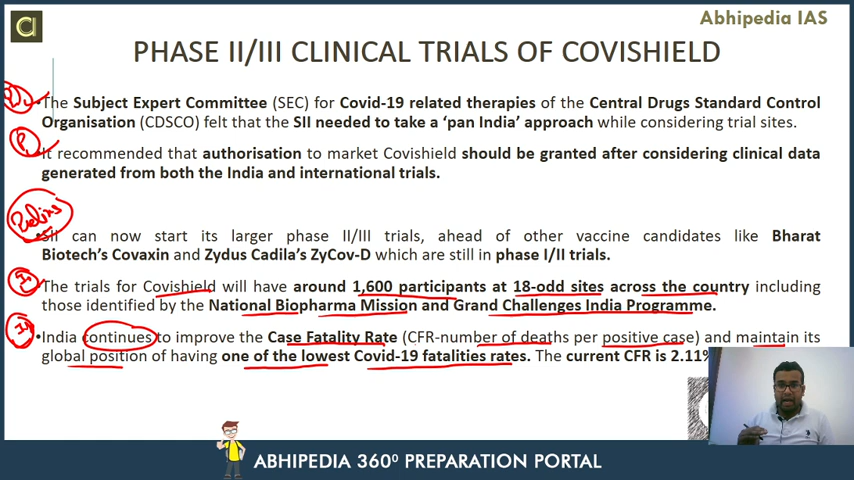 Abhipedia IAS
PHASE II/III CLINICAL TRIALS OF COVISHIELD
• The Subject Expert Committee (SEC) for Covid-19 related therapies of the Central Drugs Standard Control
Organisation (CDSCO) felt that the SII needed to take a ‘pan India’ approach while considering trial sites.
• It recommended that authorisation to market Covishield should be granted after considering clinical data
generated from both the India and international trials.
Prelims
• SII can now start its larger phase II/III trials, ahead of other vaccine candidates like Bharat
Biotech’s Covaxin and Zydus Cadila’s ZyCov-D which are still in phase I/II trials.
• The trials for Covishield will have around 1,600 participants at 18-odd sites across the country including
those identified by the National Biopharma Mission and Grand Challenges India Programme.
• India continues to improve the Case Fatality Rate (CFR-number of deaths per positive case) and maintain its
global position of having one of the lowest Covid-19 fatalities rates. The current CFR is 2.11%
ABHIPEDIA 360⁰ PREPARATION PORTAL